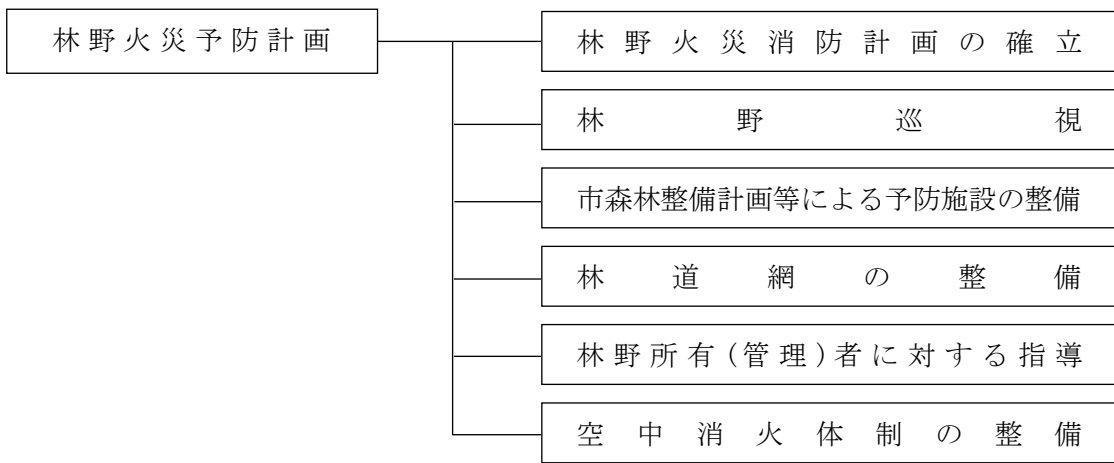 林野火災予防計画
林野火災消防計画の確立
林野巡視
市森林整備計画等による予防施設の整備
林道網の整備
林野所有(管理)者に対する指導
空中消火体制の整備